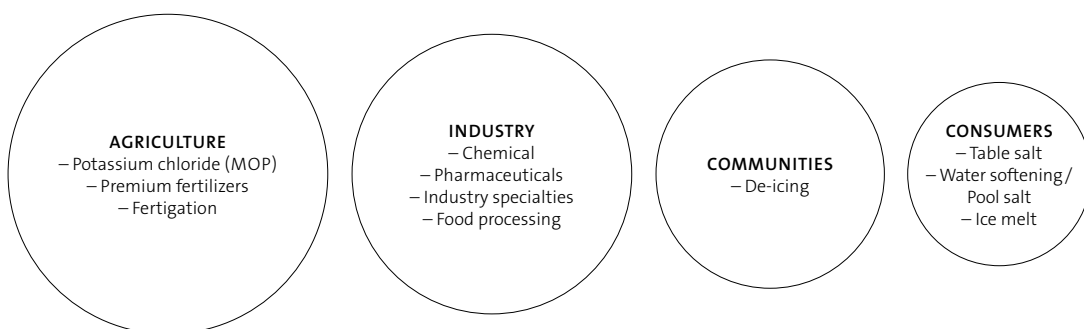 AGRICULTURE
– Potassium chloride (MOP)
– Premium fertilizers
– Fertigation
INDUSTRY
– Chemical
– Pharmaceuticals
– Industry specialties
– Food processing
COMMUNITIES
– De-icing
CONSUMERS
– Table salt
– Water softening /
Pool salt
– Ice melt